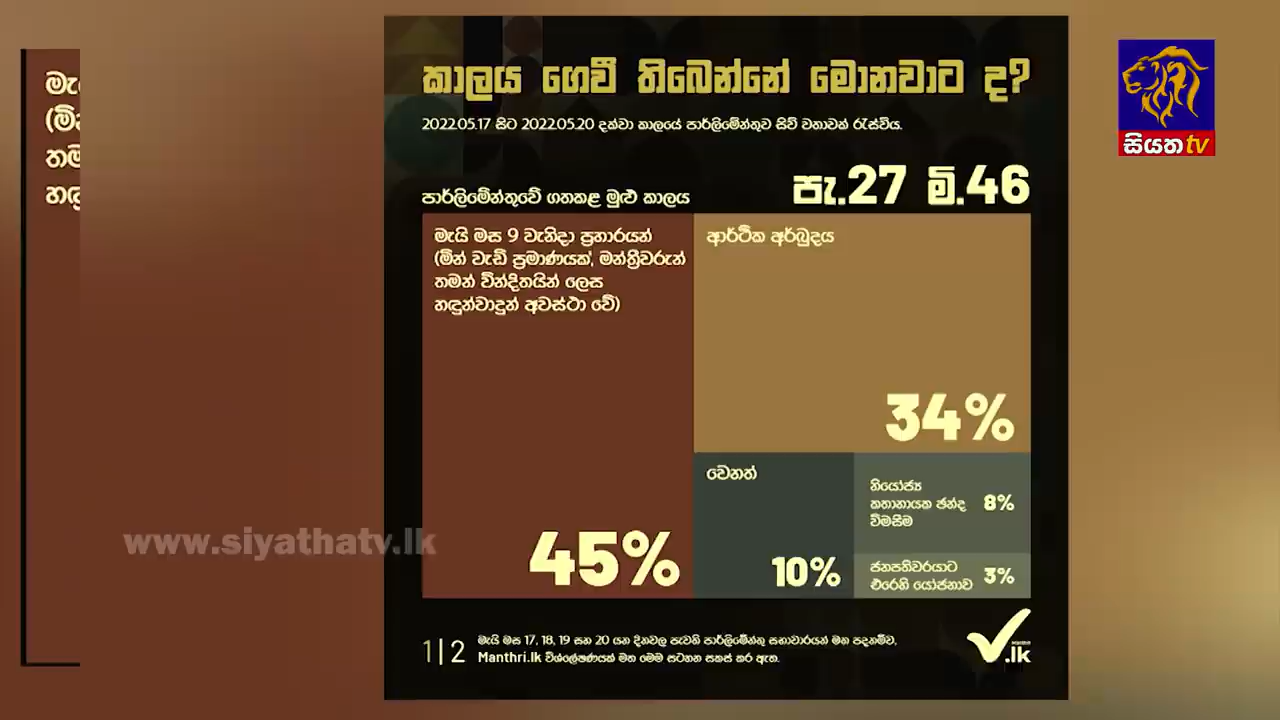 කාලය ගෙවී තිබෙන්නේ මොනවාට ද?
2022.05.17 සිට 2022.05.20 දක්වා කාලයේ පාර්ලිමේන්තුව සිව් වතාවක් රැස්විය.
පාර්ලිමේන්තුවේ ගතකළ මුළු කාලය
පැ.27 මි.46
මැයි මස 9 වැනිදා ප්‍රහාරයන්
(මින් වැඩි ප්‍රමාණයක්, මන්ත්‍රීවරුන්
තමන් වින්දිතයින් ලෙස
හඳුන්වාදුන් අවස්ථා වේ)
45%
ආර්ථික අර්බුදය
34%
වෙනත්
10%
නියෝජ්‍ය
කතානායක ඡන්ද
විමසීම
8%
ජනපතිවරයාට
එරෙහි යෝජනාව
3%
1|2
මැයි මස 17, 18, 19 සහ 20 යන දිනවල පැවති පාර්ලිමේන්තු සභාවාරයන් මත පදනම්ව,
Manthri.lk විශ්ලේෂණයක් මත මෙම සටහන සකස් කර ඇත.
Manthri
.lk
සියත tv
www.siyathatv.lk
මැයි
(මින්
තම
හඳු